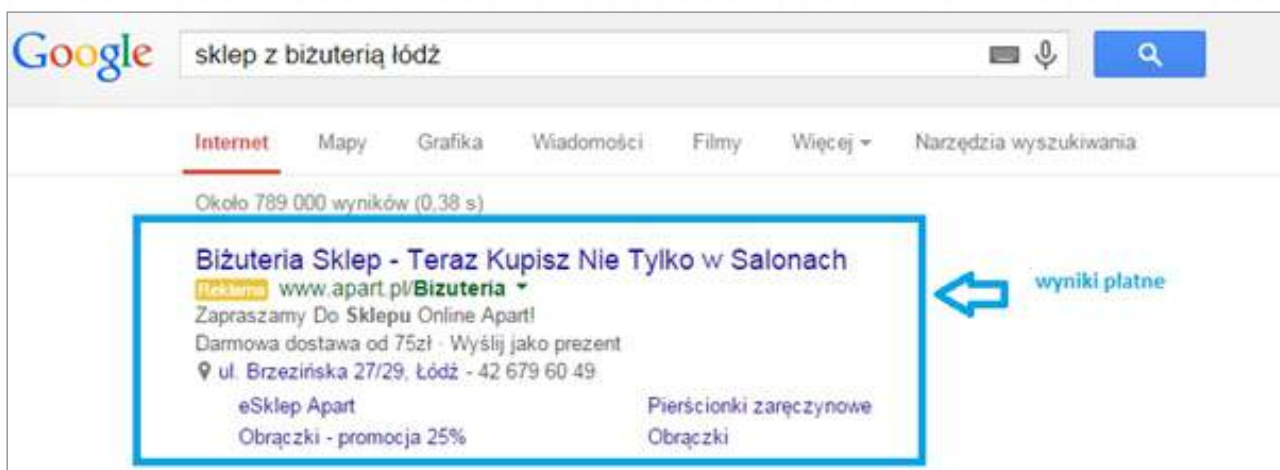 Google sklep z biżuterią łódź
Internet Mapy Grafika Wiadomości Filmy Więcej Narzędzia wyszukiwania
Około 789 000 wyników (0,38 s)
Biżuteria Sklep - Teraz Kupisz Nie Tylko w Salonach
Reklama www.apart.pl/Bizuteria
wyniki płatne
Zapraszamy Do Sklepu Online Apart!
Darmowa dostawa od 75zł · Wyślij jako prezent
ul. Brzezińska 27/29, Łódź - 42 679 60 49
eSklep Apart Pierścionki zaręczynowe
Obrączki - promocja 25% Obrączki